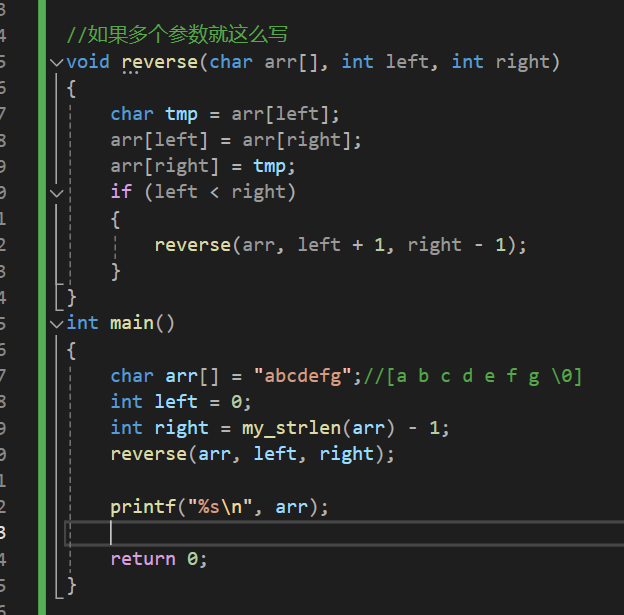 //如果多个参数就这么写
void reverse(char arr[], int left, int right)
{
char tmp = arr[left];
arr[left] = arr[right];
arr[right] = tmp;
if (left < right)
{
reverse(arr, left + 1, right - 1);
}
}
int main()
{
char arr[] = "abcdefg";//[a b c d e f g \0]
int left = 0;
int right = my_strlen(arr) - 1;
reverse(arr, left, right);
printf("%s\n", arr);
return 0;
}